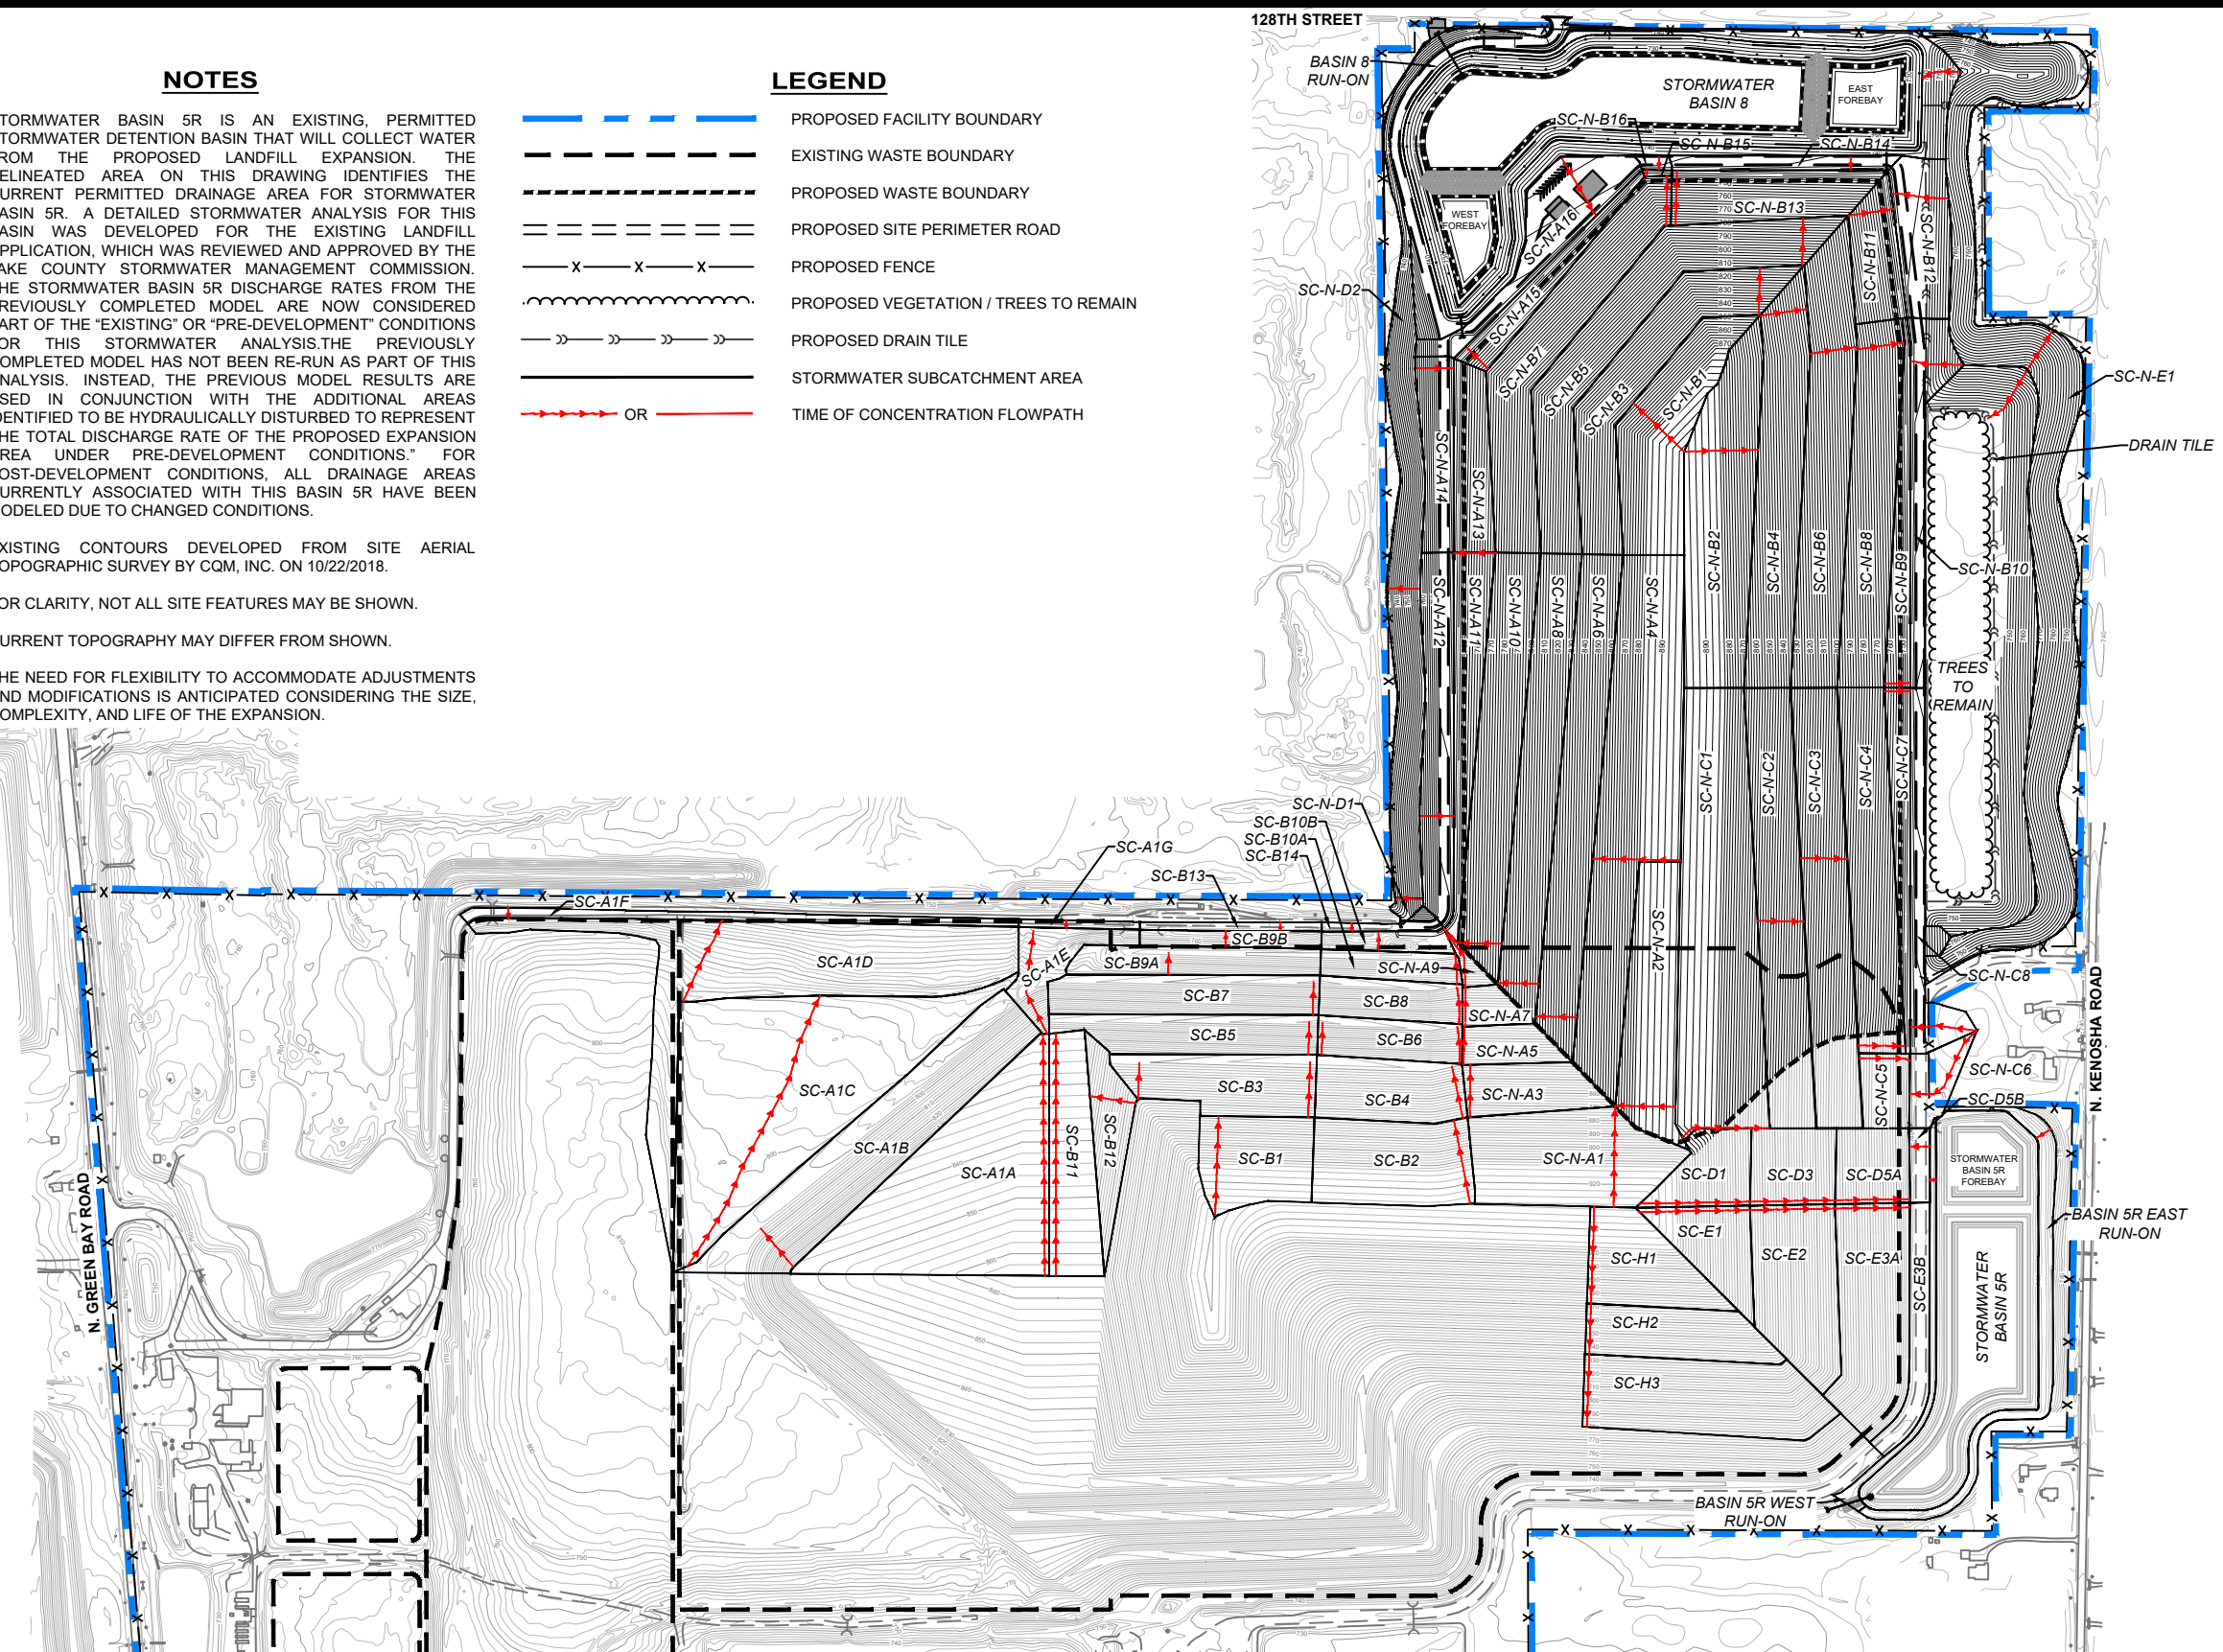 NOTES
TORMWATER BASIN 5R IS AN EXISTING, PERMITTED
TORMWATER DETENTION BASIN THAT WILL COLLECT WATER
ROM THE PROPOSED LANDFILL EXPANSION. THE
ELINEATED AREA ON THIS DRAWING IDENTIFIES THE
URRENT PERMITTED DRAINAGE AREA FOR STORMWATER
ASIN 5R. A DETAILED STORMWATER ANALYSIS FOR THIS
ASIN WAS DEVELOPED FOR THE EXISTING LANDFILL
PPLICATION, WHICH WAS REVIEWED AND APPROVED BY THE
AKE COUNTY STORMWATER MANAGEMENT COMMISSION.
HE STORMWATER BASIN 5R DISCHARGE RATES FROM THE
REVIOUSLY COMPLETED MODEL ARE NOW CONSIDERED
ART OF THE “EXISTING” OR “PRE-DEVELOPMENT” CONDITIONS
OR THIS STORMWATER ANALYSIS.THE PREVIOUSLY
OMPLETED MODEL HAS NOT BEEN RE-RUN AS PART OF THIS
NALYSIS. INSTEAD, THE PREVIOUS MODEL RESULTS ARE
SED IN CONJUNCTION WITH THE ADDITIONAL AREAS
DENTIFIED TO BE HYDRAULICALLY DISTURBED TO REPRESENT
HE TOTAL DISCHARGE RATE OF THE PROPOSED EXPANSION
REA UNDER PRE-DEVELOPMENT CONDITIONS.” FOR
OST-DEVELOPMENT CONDITIONS, ALL DRAINAGE AREAS
URRENTLY ASSOCIATED WITH THIS BASIN 5R HAVE BEEN
ODELED DUE TO CHANGED CONDITIONS.
XISTING CONTOURS DEVELOPED FROM SITE AERIAL
OPOGRAPHIC SURVEY BY CQM, INC. ON 10/22/2018.
OR CLARITY, NOT ALL SITE FEATURES MAY BE SHOWN.
URRENT TOPOGRAPHY MAY DIFFER FROM SHOWN.
HE NEED FOR FLEXIBILITY TO ACCOMMODATE ADJUSTMENTS
ND MODIFICATIONS IS ANTICIPATED CONSIDERING THE SIZE,
OMPLEXITY, AND LIFE OF THE EXPANSION.
LEGEND
PROPOSED FACILITY BOUNDARY
EXISTING WASTE BOUNDARY
PROPOSED WASTE BOUNDARY
PROPOSED SITE PERIMETER ROAD
PROPOSED FENCE
PROPOSED VEGETATION / TREES TO REMAIN
PROPOSED DRAIN TILE
STORMWATER SUBCATCHMENT AREA
OR
TIME OF CONCENTRATION FLOWPATH
128TH STREET
BASIN 8
RUN-ON
STORMWATER
BASIN 8
EAST
FOREBAY
WEST
FOREBAY
SC-N-B16
SC-N-B15
SC-N-B14
SC-N-B13
SC-N-A16
SC-N-A15
SC-N-B11
SC-N-B12
SC-N-D2
SC-N-B7
SC-N-B5
SC-N-B3
SC-N-B1
SC-N-E1
DRAIN TILE
SC-N-A14
SC-N-A13
SC-N-B2
SC-N-B4
SC-N-B6
SC-N-B8
SC-N-B9
SC-N-B10
SC-N-A12
SC-N-A11
SC-N-A10
SC-N-A8
SC-N-A6
SC-N-A4
TREES
TO
REMAIN
SC-N-C1
SC-N-C2
SC-N-C3
SC-N-C4
SC-N-C7
SC-N-D1
SC-B10B
SC-B10A
SC-B14
SC-A1G
SC-B13
SC-A1F
SC-B9B
SC-N-A2
SC-A1D
SC-A1E
SC-B9A
SC-N-A9
SC-N-C8
SC-B7
SC-B8
SC-N-A7
SC-B5
SC-B6
SC-N-A5
SC-N-C5
SC-N-C6
N. KENOSHA ROAD
SC-A1C
SC-B3
SC-B4
SC-N-A3
SC-D5B
SC-A1B
SC-A1A
SC-B11
SC-B12
SC-B1
SC-B2
SC-N-A1
SC-D1
SC-D3
SC-D5A
STORMWATER
BASIN 5R
FOREBAY
N. GREEN BAY ROAD
BASIN 5R EAST
RUN-ON
SC-E1
SC-E2
SC-E3A
SC-E3B
STORMWATER
BASIN 5R
SC-H1
SC-H2
SC-H3
BASIN 5R WEST
RUN-ON